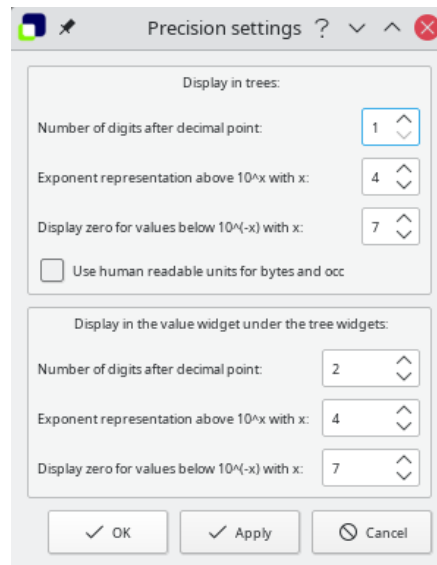 Precision settings ?
Display in trees:
Number of digits after decimal point: 1
Exponent representation above 10^x with x: 4
Display zero for values below 10^(-x) with x: 7
Use human readable units for bytes and occ
Display in the value widget under the tree widgets:
Number of digits after decimal point: 2
Exponent representation above 10^x with x: 4
Display zero for values below 10^(-x) with x: 7
OK Apply Cancel